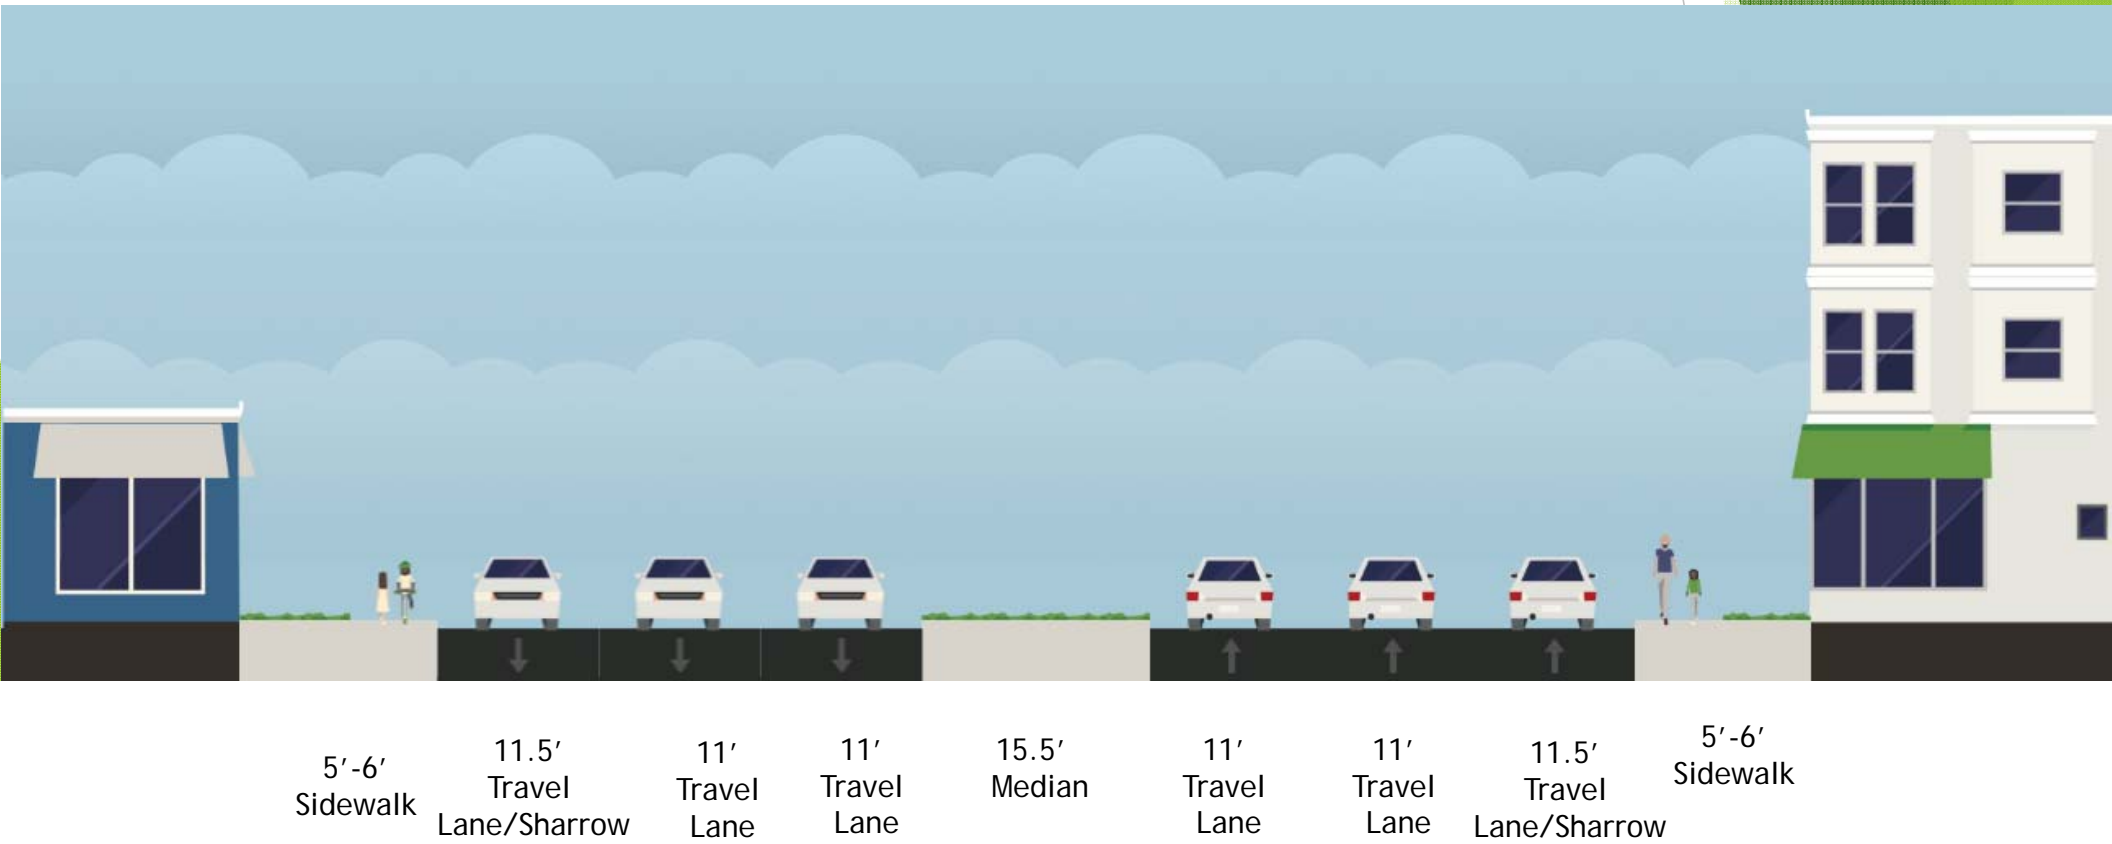 5’-6’
Sidewalk
11.5’
Travel
Lane/Sharrow
11’
Travel
Lane
11’
Travel
Lane
15.5’
Median
11’
Travel
Lane
11’
Travel
Lane
11.5’
Travel
Lane/Sharrow
5’-6’
Sidewalk